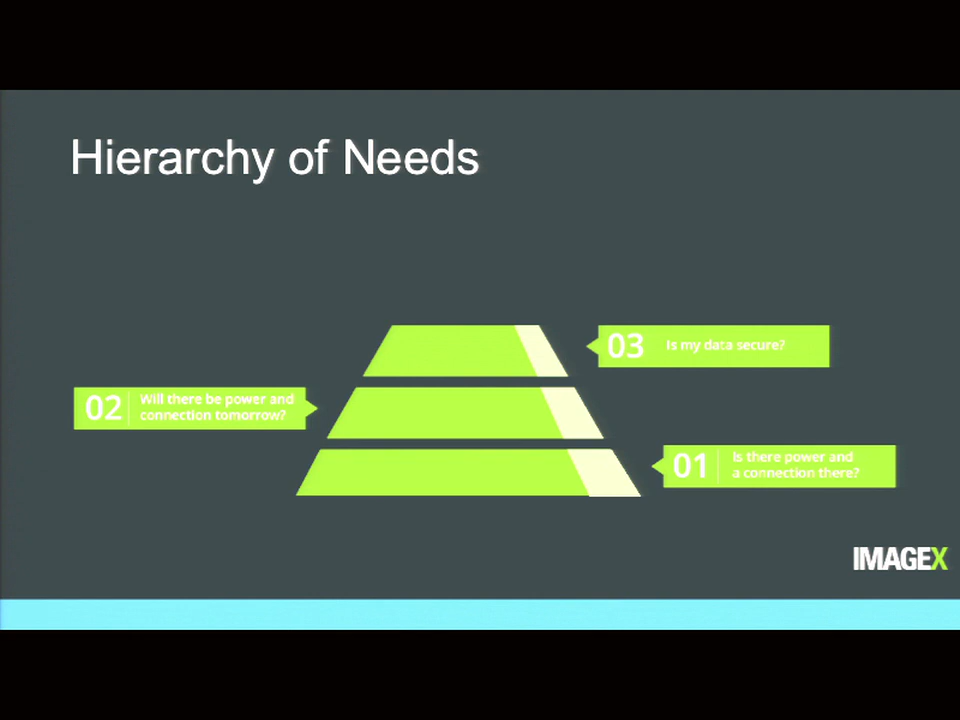 Hierarchy of Needs
03
Is my data secure?
02
Will there be power and
connection tomorrow?
01
Is there power and
a connection there?
IMAGEX